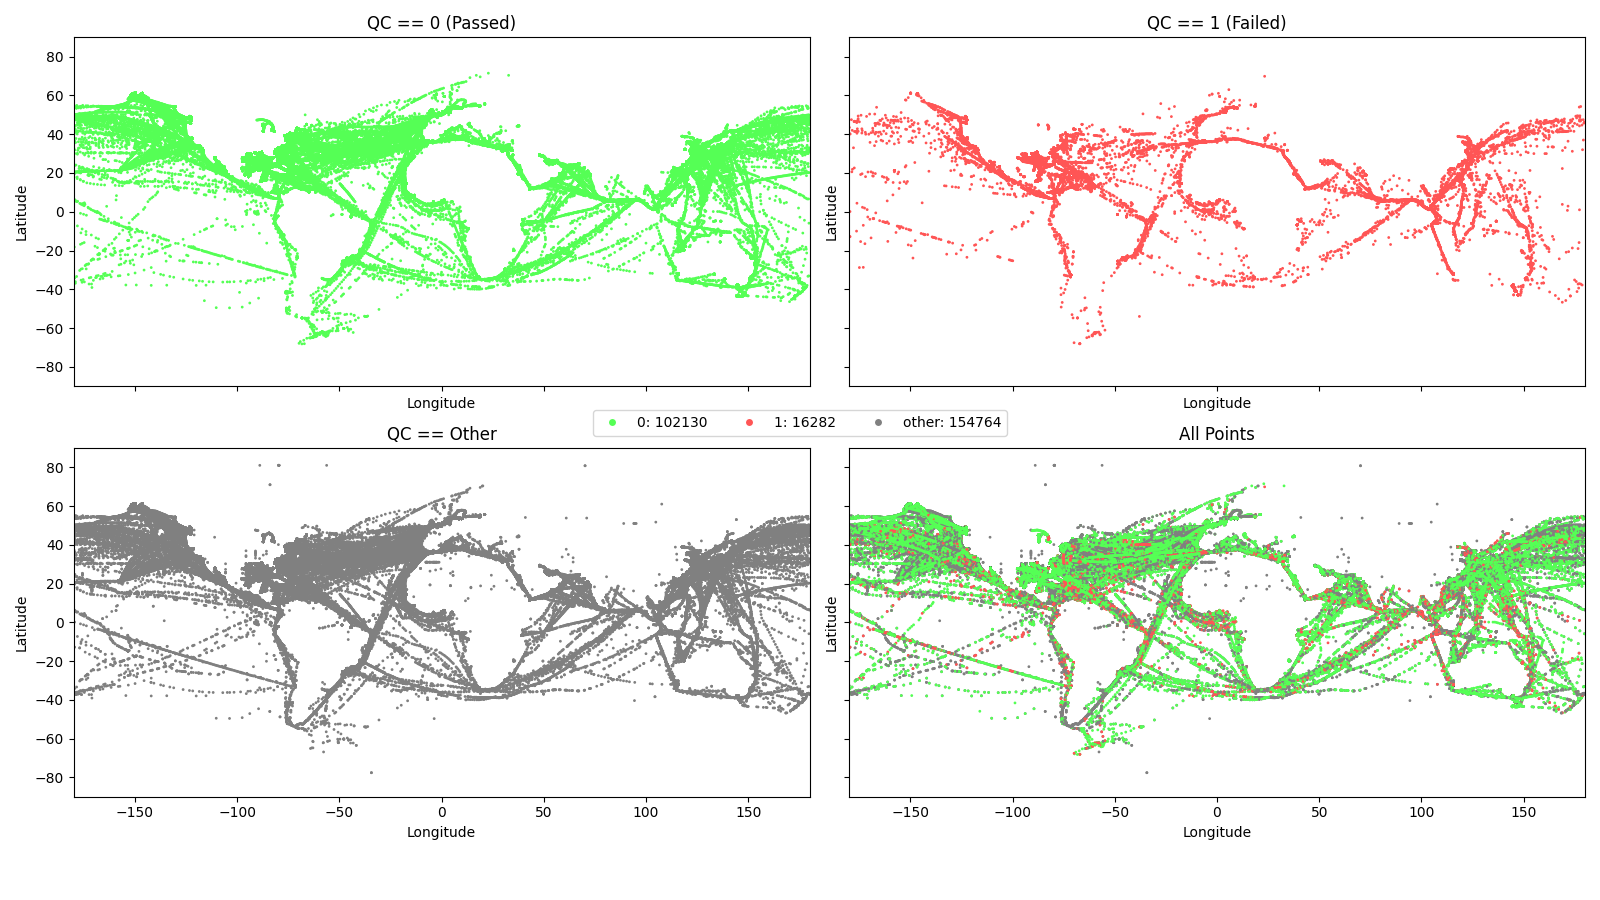 QC == 0 (Passed)
QC == 1 (Failed)
Latitude
80
60
40
20
0
−20
−40
−60
−80
Longitude
Latitude
Longitude
0: 102130
1: 16282
other: 154764
QC == Other
All Points
Latitude
80
60
40
20
0
−20
−40
−60
−80
−150
−100
−50
0
50
100
150
Longitude
Latitude
−150
−100
−50
0
50
100
150
Longitude